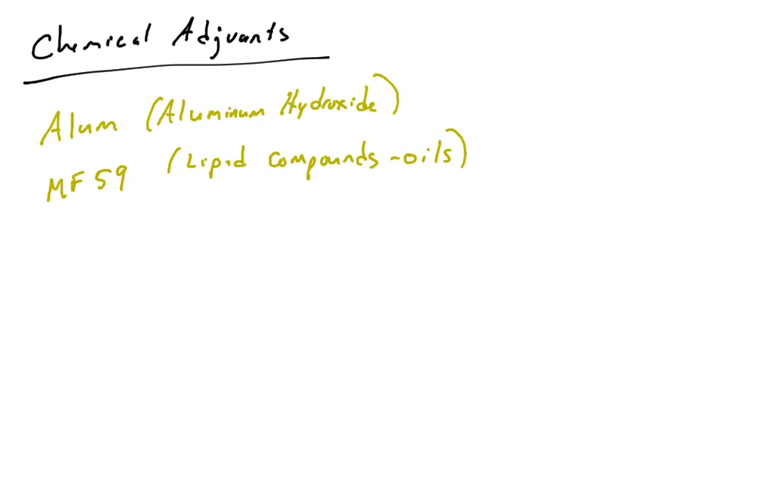 Chemical Adjuvants
Alum (Aluminum Hydroxide)
MF59 (Lipid Compounds-oils)